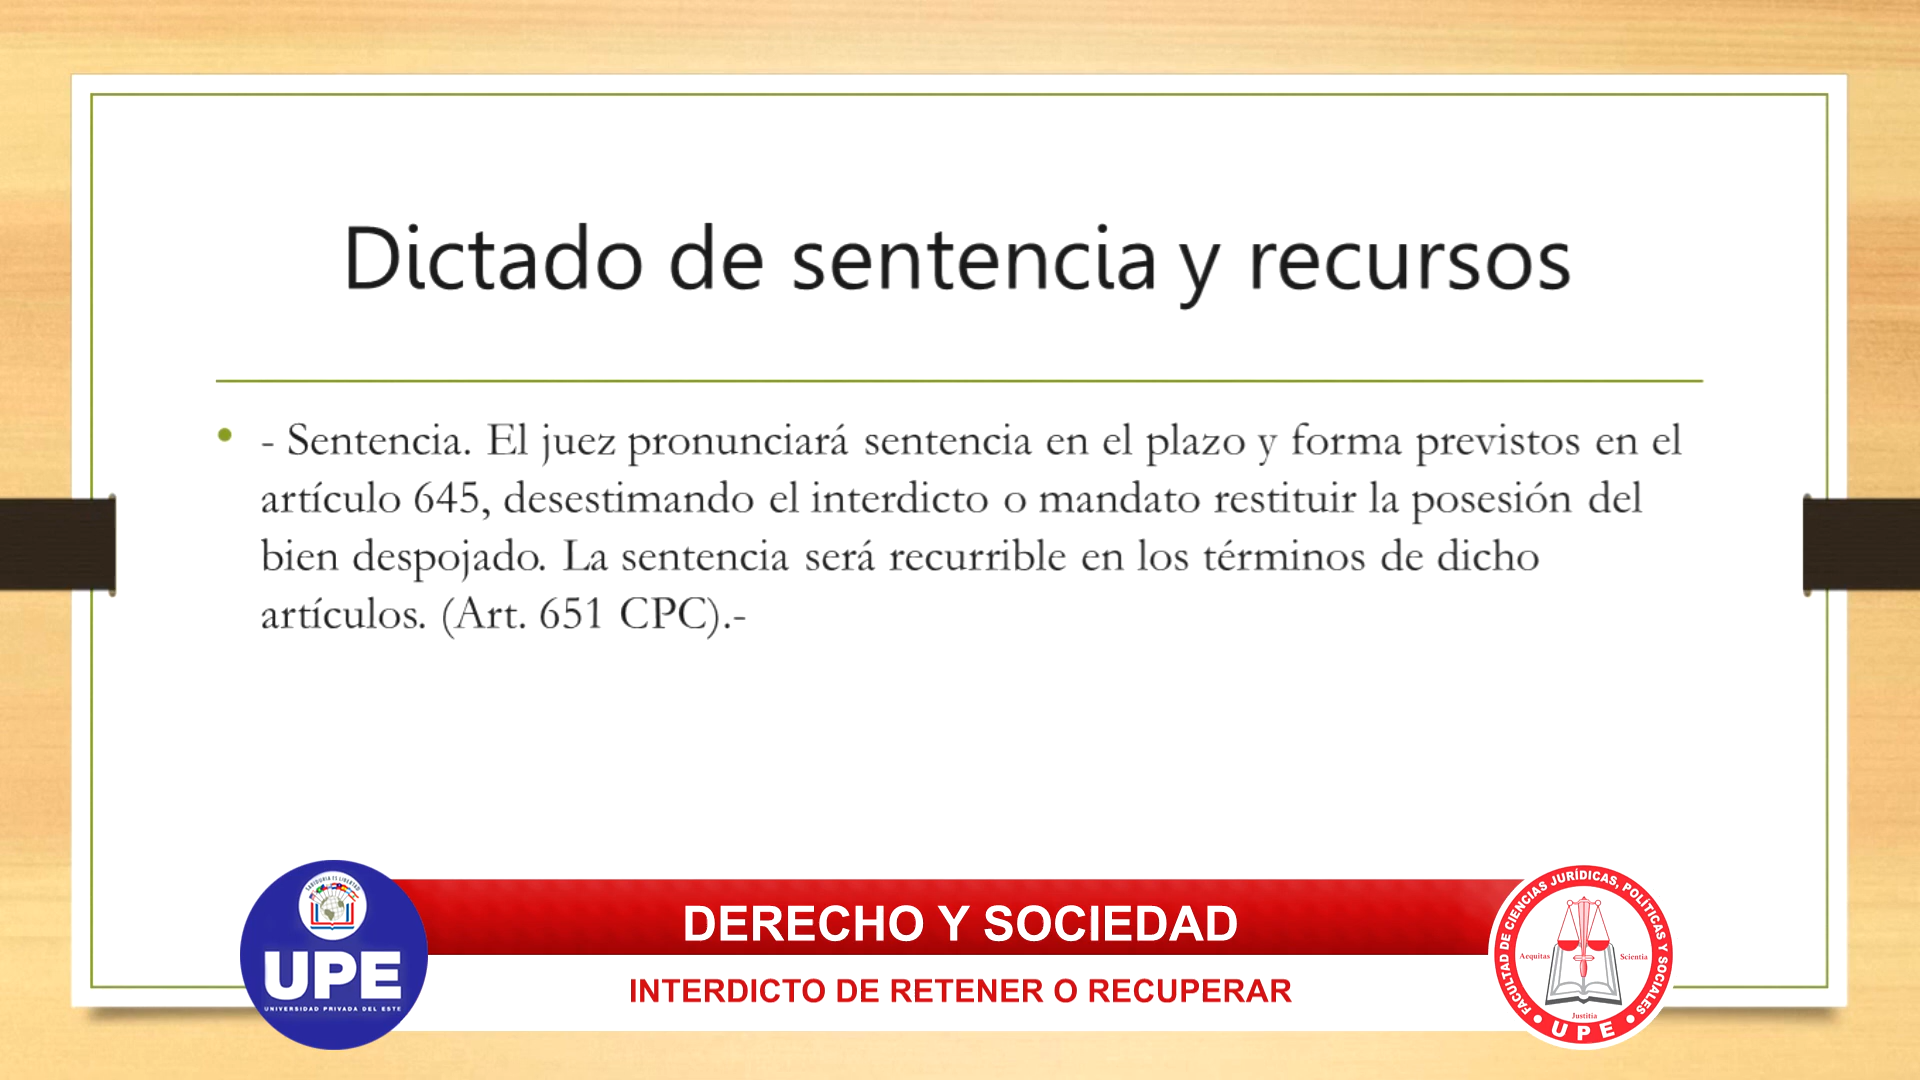 Dictado de sentencia y recursos
• - Sentencia. El juez pronunciará sentencia en el plazo y forma previstos en el
artículo 645, desestimando el interdicto o mandato restituir la posesión del
bien despojado. La sentencia será recurrible en los términos de dicho
artículos. (Art. 651 CPC).-
SABIDURIA ES LIBERTAD
UPE
UNIVERSIDAD PRIVADA DEL ESTE
DERECHO Y SOCIEDAD
INTERDICTO DE RETENER O RECUPERAR
FACULTAD DE CIENCIAS JURÍDICAS, POLÍTICAS Y SOCIALES
Aequitas
Scientia
Justitia
• UPE •